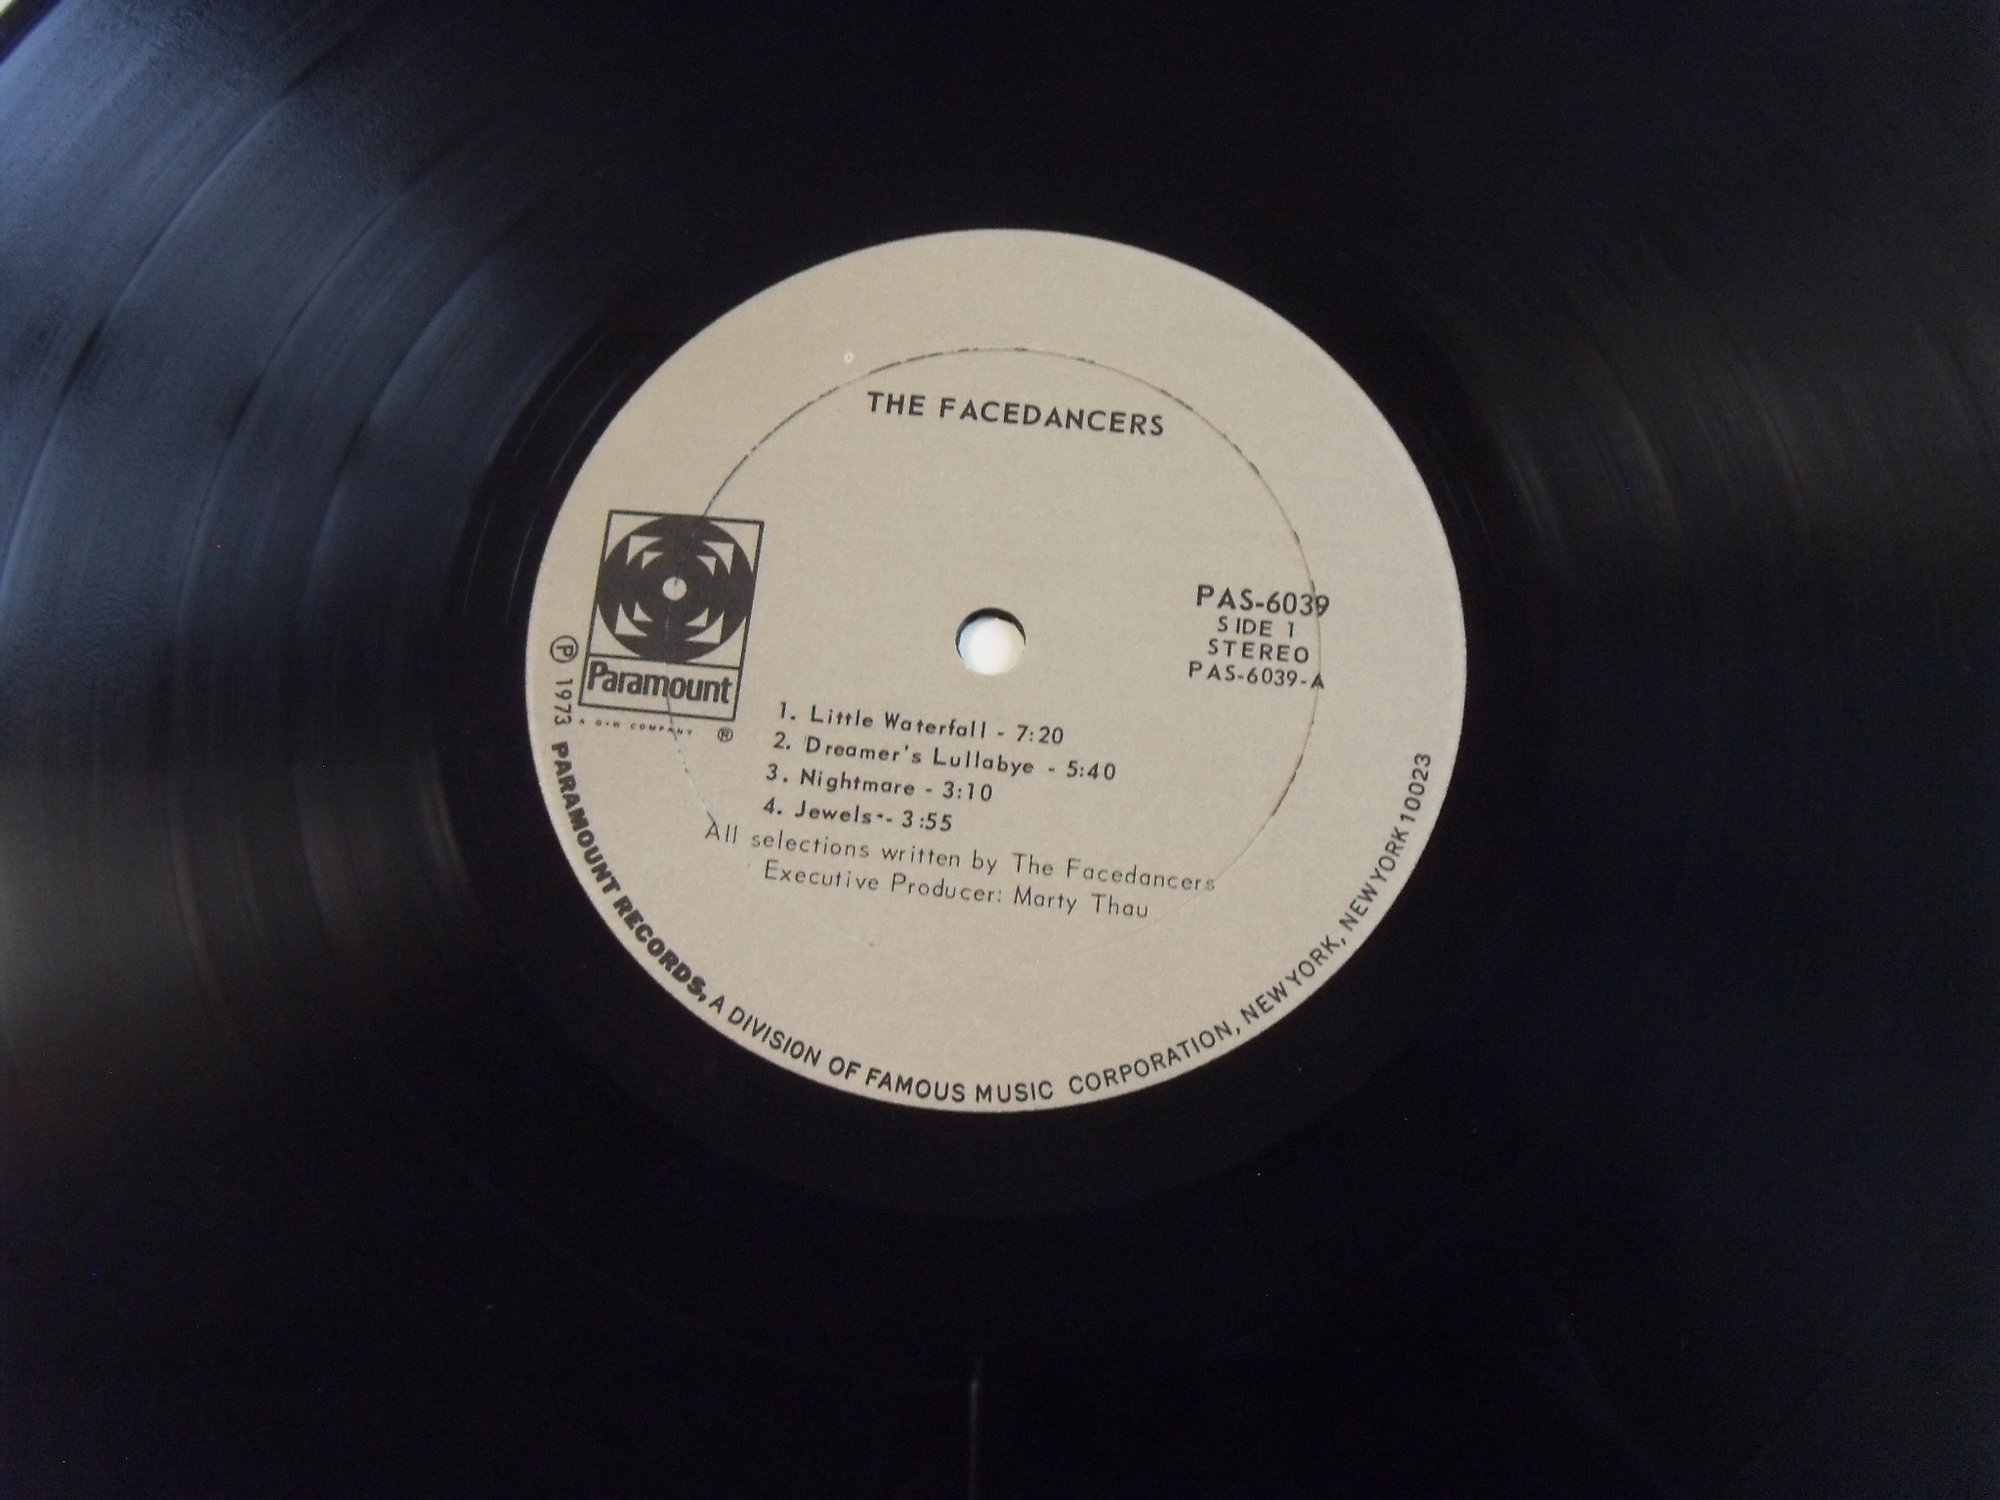 THE FACEDANCERS
Paramount
A G+W COMPANY ®
PAS-6039
SIDE 1
STEREO
PAS-6039-A
1. Little Waterfall - 7:20
2. Dreamer's Lullabye - 5:40
3. Nightmare - 3:10
4. Jewels - 3:55
All selections written by The Facedancers
Executive Producer: Marty Thau
℗ 1973 PARAMOUNT RECORDS, A DIVISION OF FAMOUS MUSIC CORPORATION, NEW YORK, NEW YORK 10023